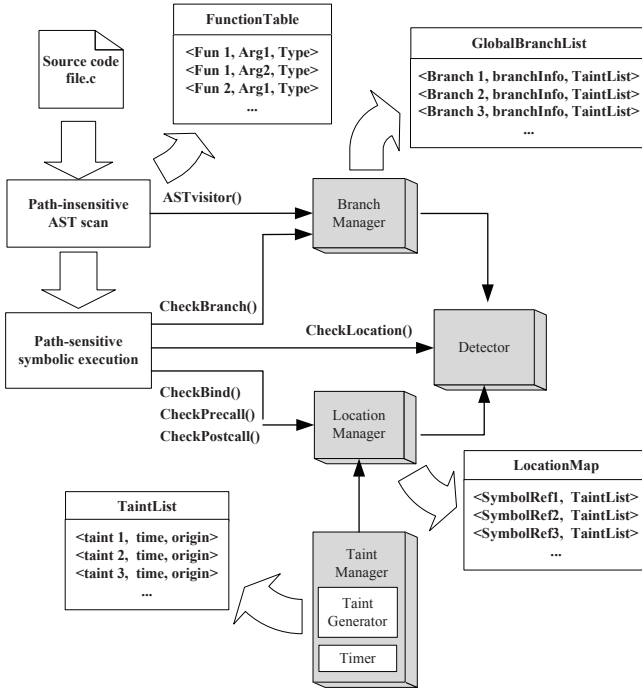 FunctionTable
<Fun 1, Arg1, Type>
<Fun 1, Arg2, Type>
<Fun 2, Arg1, Type>
...
Source code
file.c
GlobalBranchList
<Branch 1, branchInfo, TaintList>
<Branch 2, branchInfo, TaintList>
<Branch 3, branchInfo, TaintList>
...
Path-insensitive
AST scan
ASTvisitor()
Branch
Manager
CheckBranch()
Path-sensitive
symbolic execution
CheckLocation()
Detector
CheckBind()
CheckPrecall()
CheckPostcall()
Location
Manager
LocationMap
<SymbolRef1, TaintList>
<SymbolRef2, TaintList>
<SymbolRef3, TaintList>
...
TaintList
<taint 1, time, origin>
<taint 2, time, origin>
<taint 3, time, origin>
...
Taint
Manager
Taint
Generator
Timer